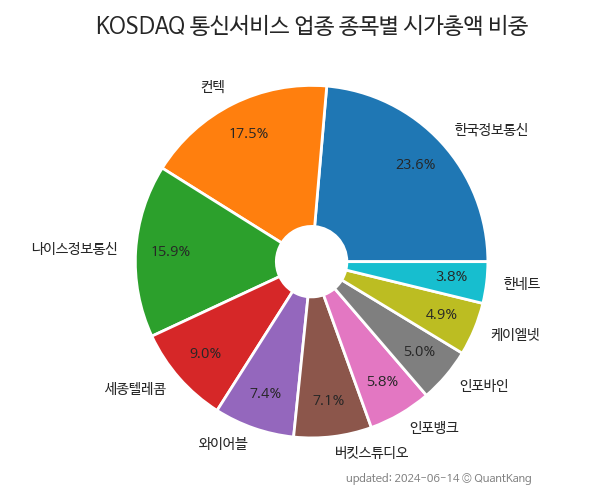 KOSDAQ 통신서비스 업종 종목별 시가총액 비중
컨텍
17.5%
한국정보통신
23.6%
나이스정보통신
15.9%
한네트
3.8%
케이엘넷
4.9%
인포바인
5.0%
세종텔레콤
9.0%
와이어블
7.4%
버킷스튜디오
7.1%
인포뱅크
5.8%
updated: 2024-06-14 © QuantKang